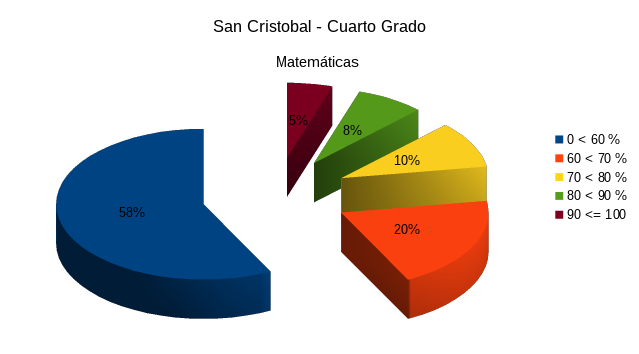 San Cristobal - Cuarto Grado
Matemáticas
5%
8%
10%
20%
58%
0 < 60 %
60 < 70 %
70 < 80 %
80 < 90 %
90 <= 100